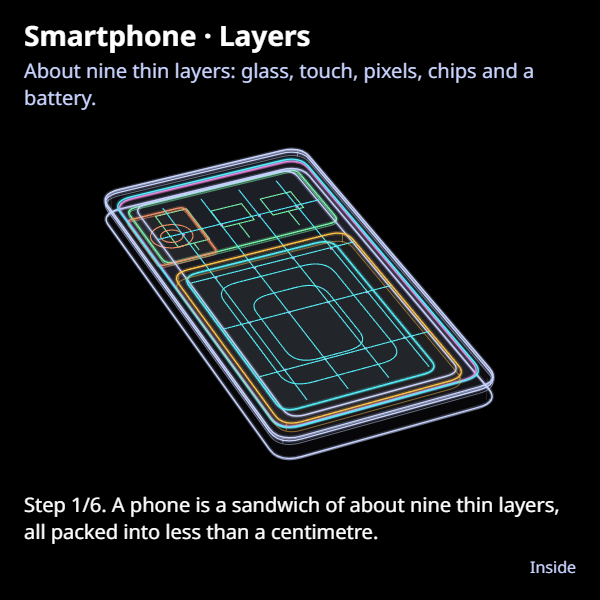 Smartphone · Layers
About nine thin layers: glass, touch, pixels, chips and a
battery.
Step 1/6. A phone is a sandwich of about nine thin layers,
all packed into less than a centimetre.
Inside